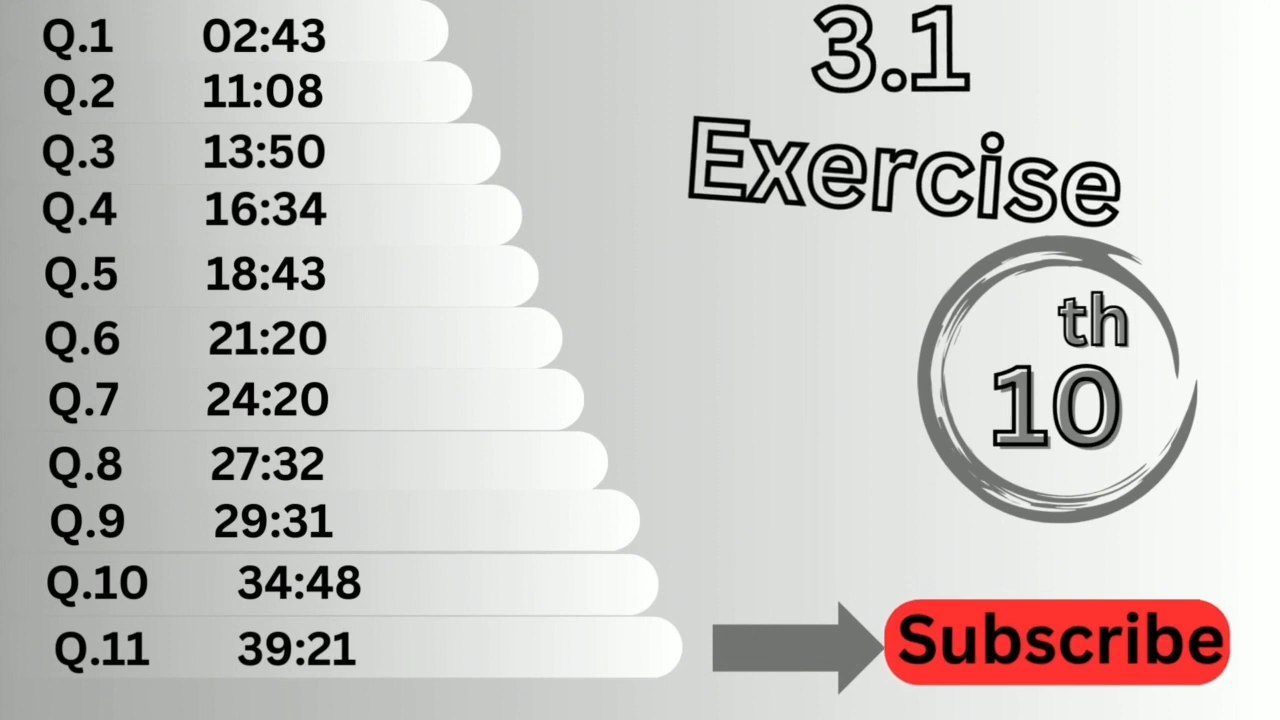 Q.1 02:43
Q.2 11:08
Q.3 13:50
Q.4 16:34
Q.5 18:43
Q.6 21:20
Q.7 24:20
Q.8 27:32
Q.9 29:31
Q.10 34:48
Q.11 39:21
3.1
Exercise
th
10
Subscribe